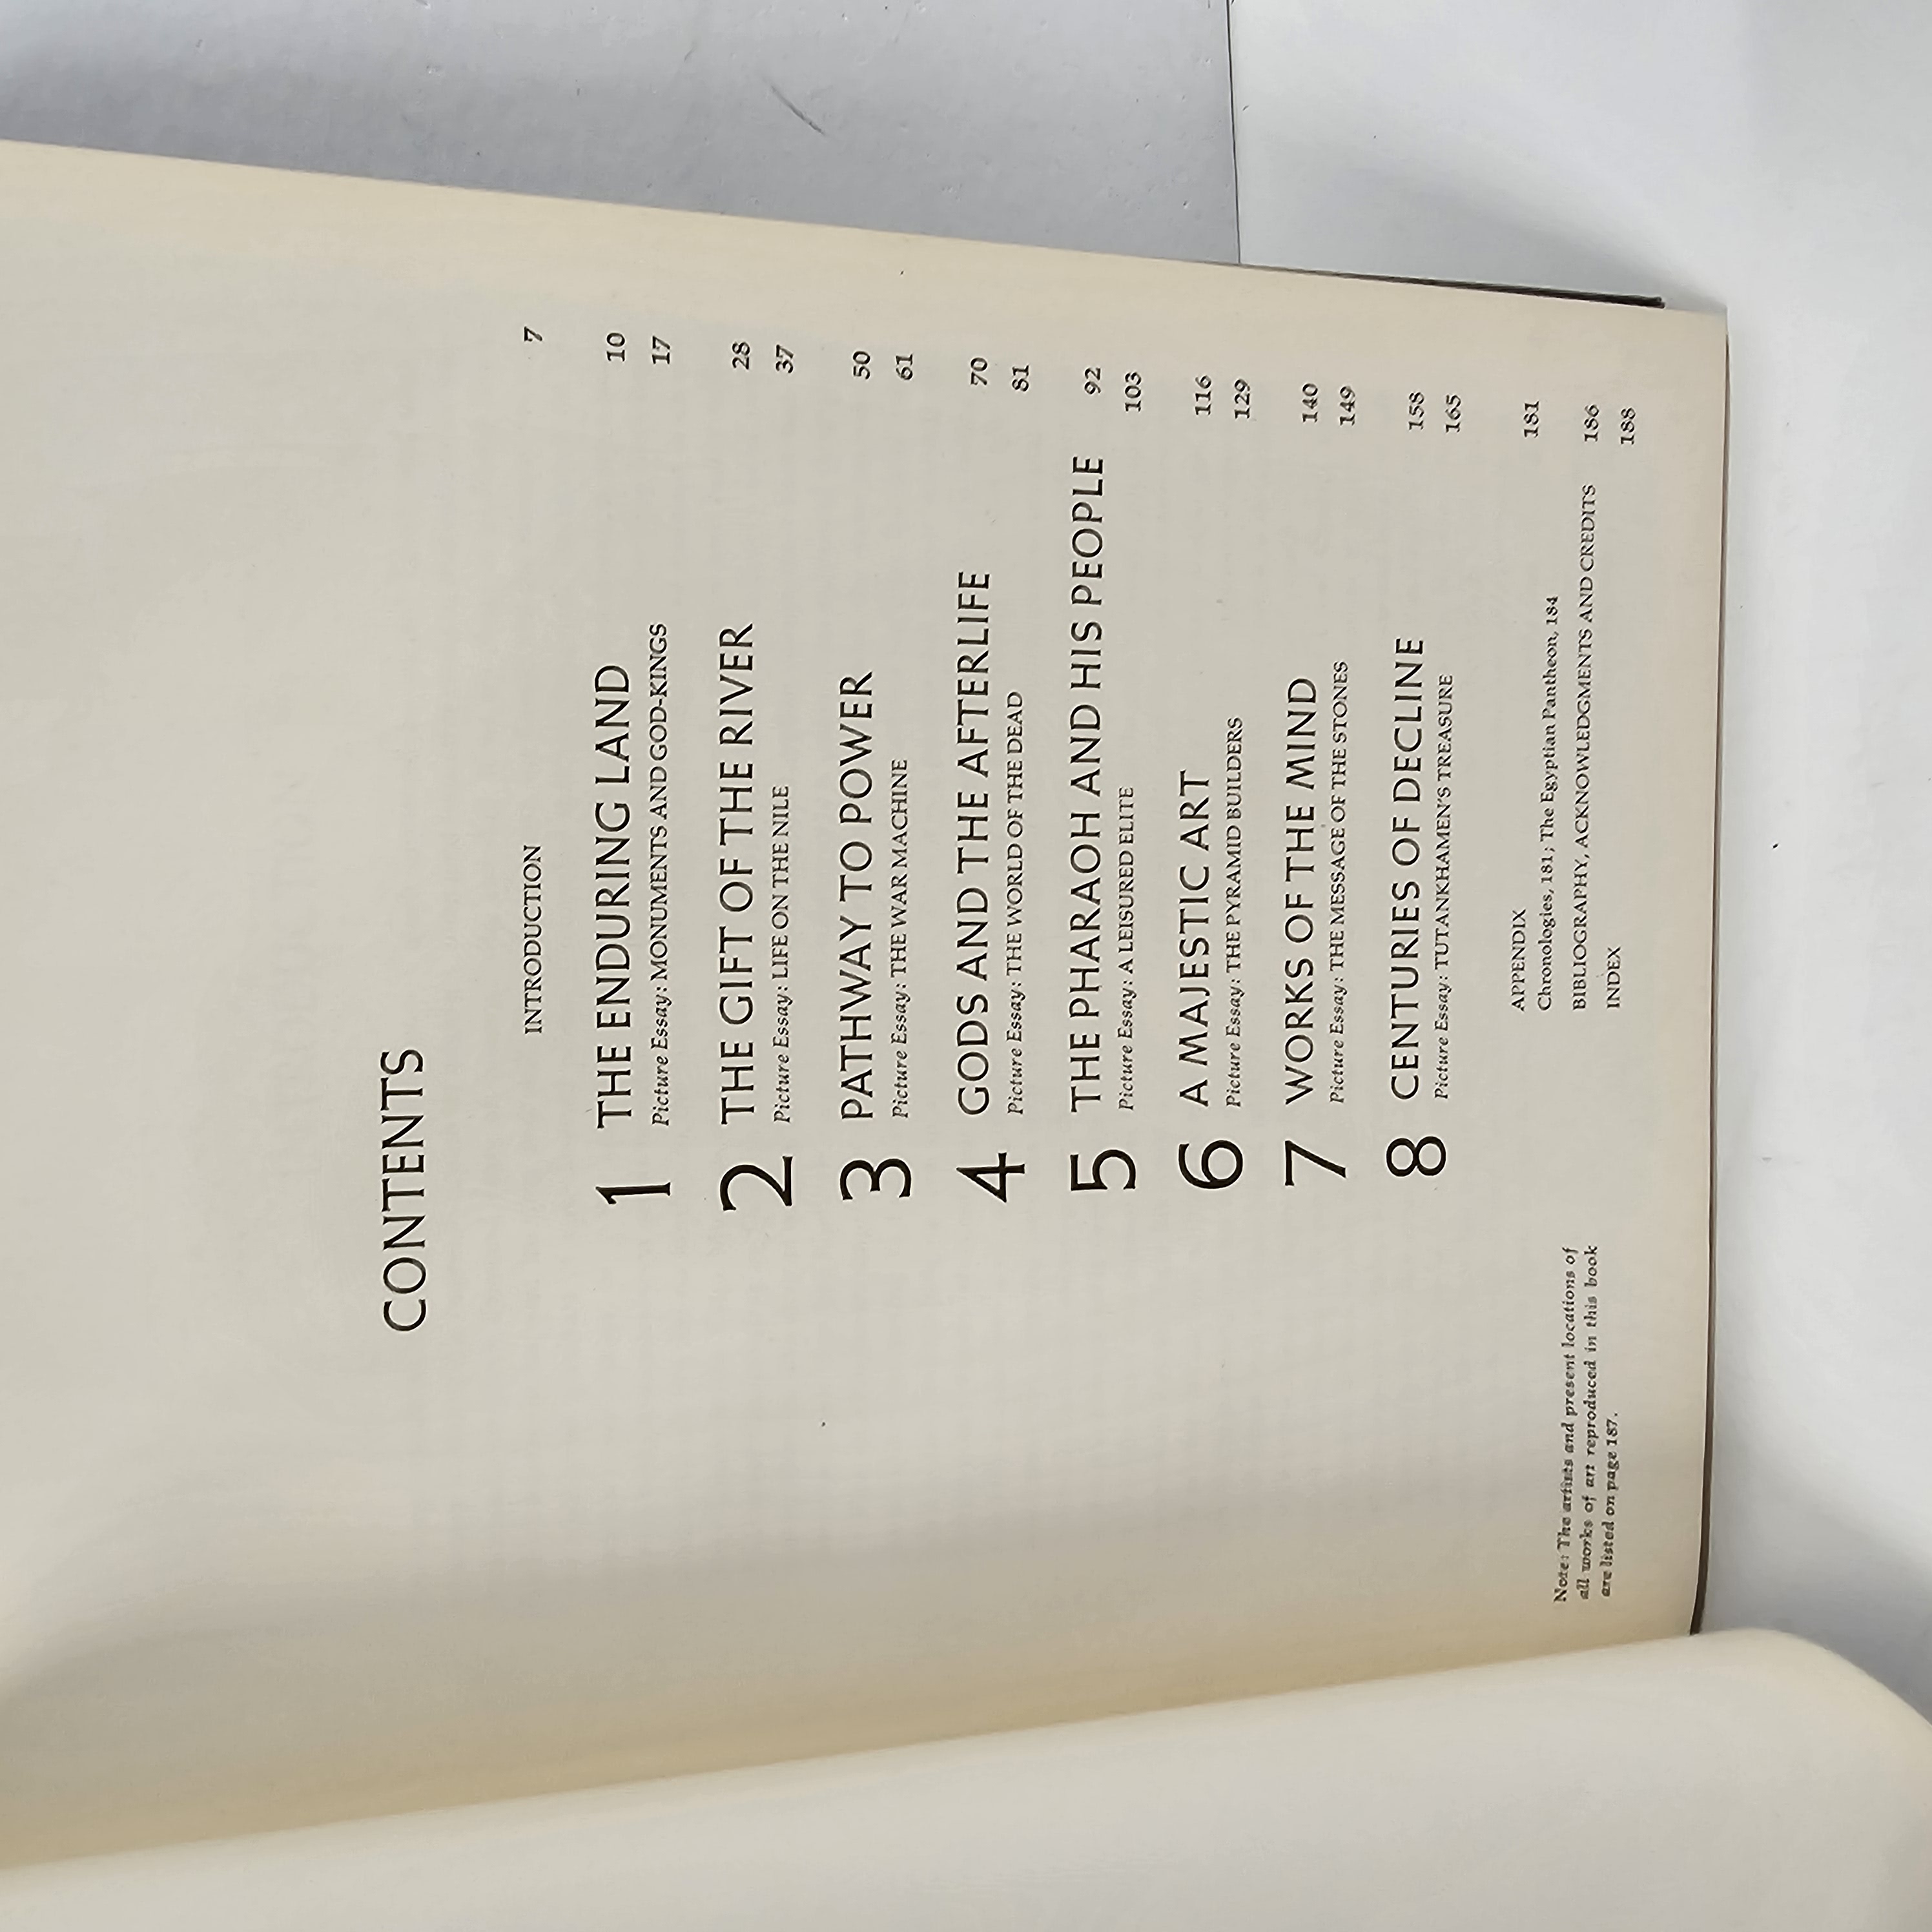 CONTENTS
INTRODUCTION 7
1 THE ENDURING LAND 10
Picture Essay: MONUMENTS AND GOD-KINGS 17
2 THE GIFT OF THE RIVER 28
Picture Essay: LIFE ON THE NILE 37
3 PATHWAY TO POWER 50
Picture Essay: THE WAR MACHINE 61
4 GODS AND THE AFTERLIFE 70
Picture Essay: THE WORLD OF THE DEAD 81
5 THE PHARAOH AND HIS PEOPLE 92
Picture Essay: A LEISURED ELITE 103
6 A MAJESTIC ART 116
Picture Essay: THE PYRAMID BUILDERS 129
7 WORKS OF THE MIND 140
Picture Essay: THE MESSAGE OF THE STONES 149
8 CENTURIES OF DECLINE 158
Picture Essay: TUTANKHAMEN'S TREASURE 165
APPENDIX 181
Chronologies, 181; The Egyptian Pantheon, 184
BIBLIOGRAPHY, ACKNOWLEDGMENTS AND CREDITS 186
INDEX 188
Note: The artists and present locations of
all works of art reproduced in this book
are listed on page 187.